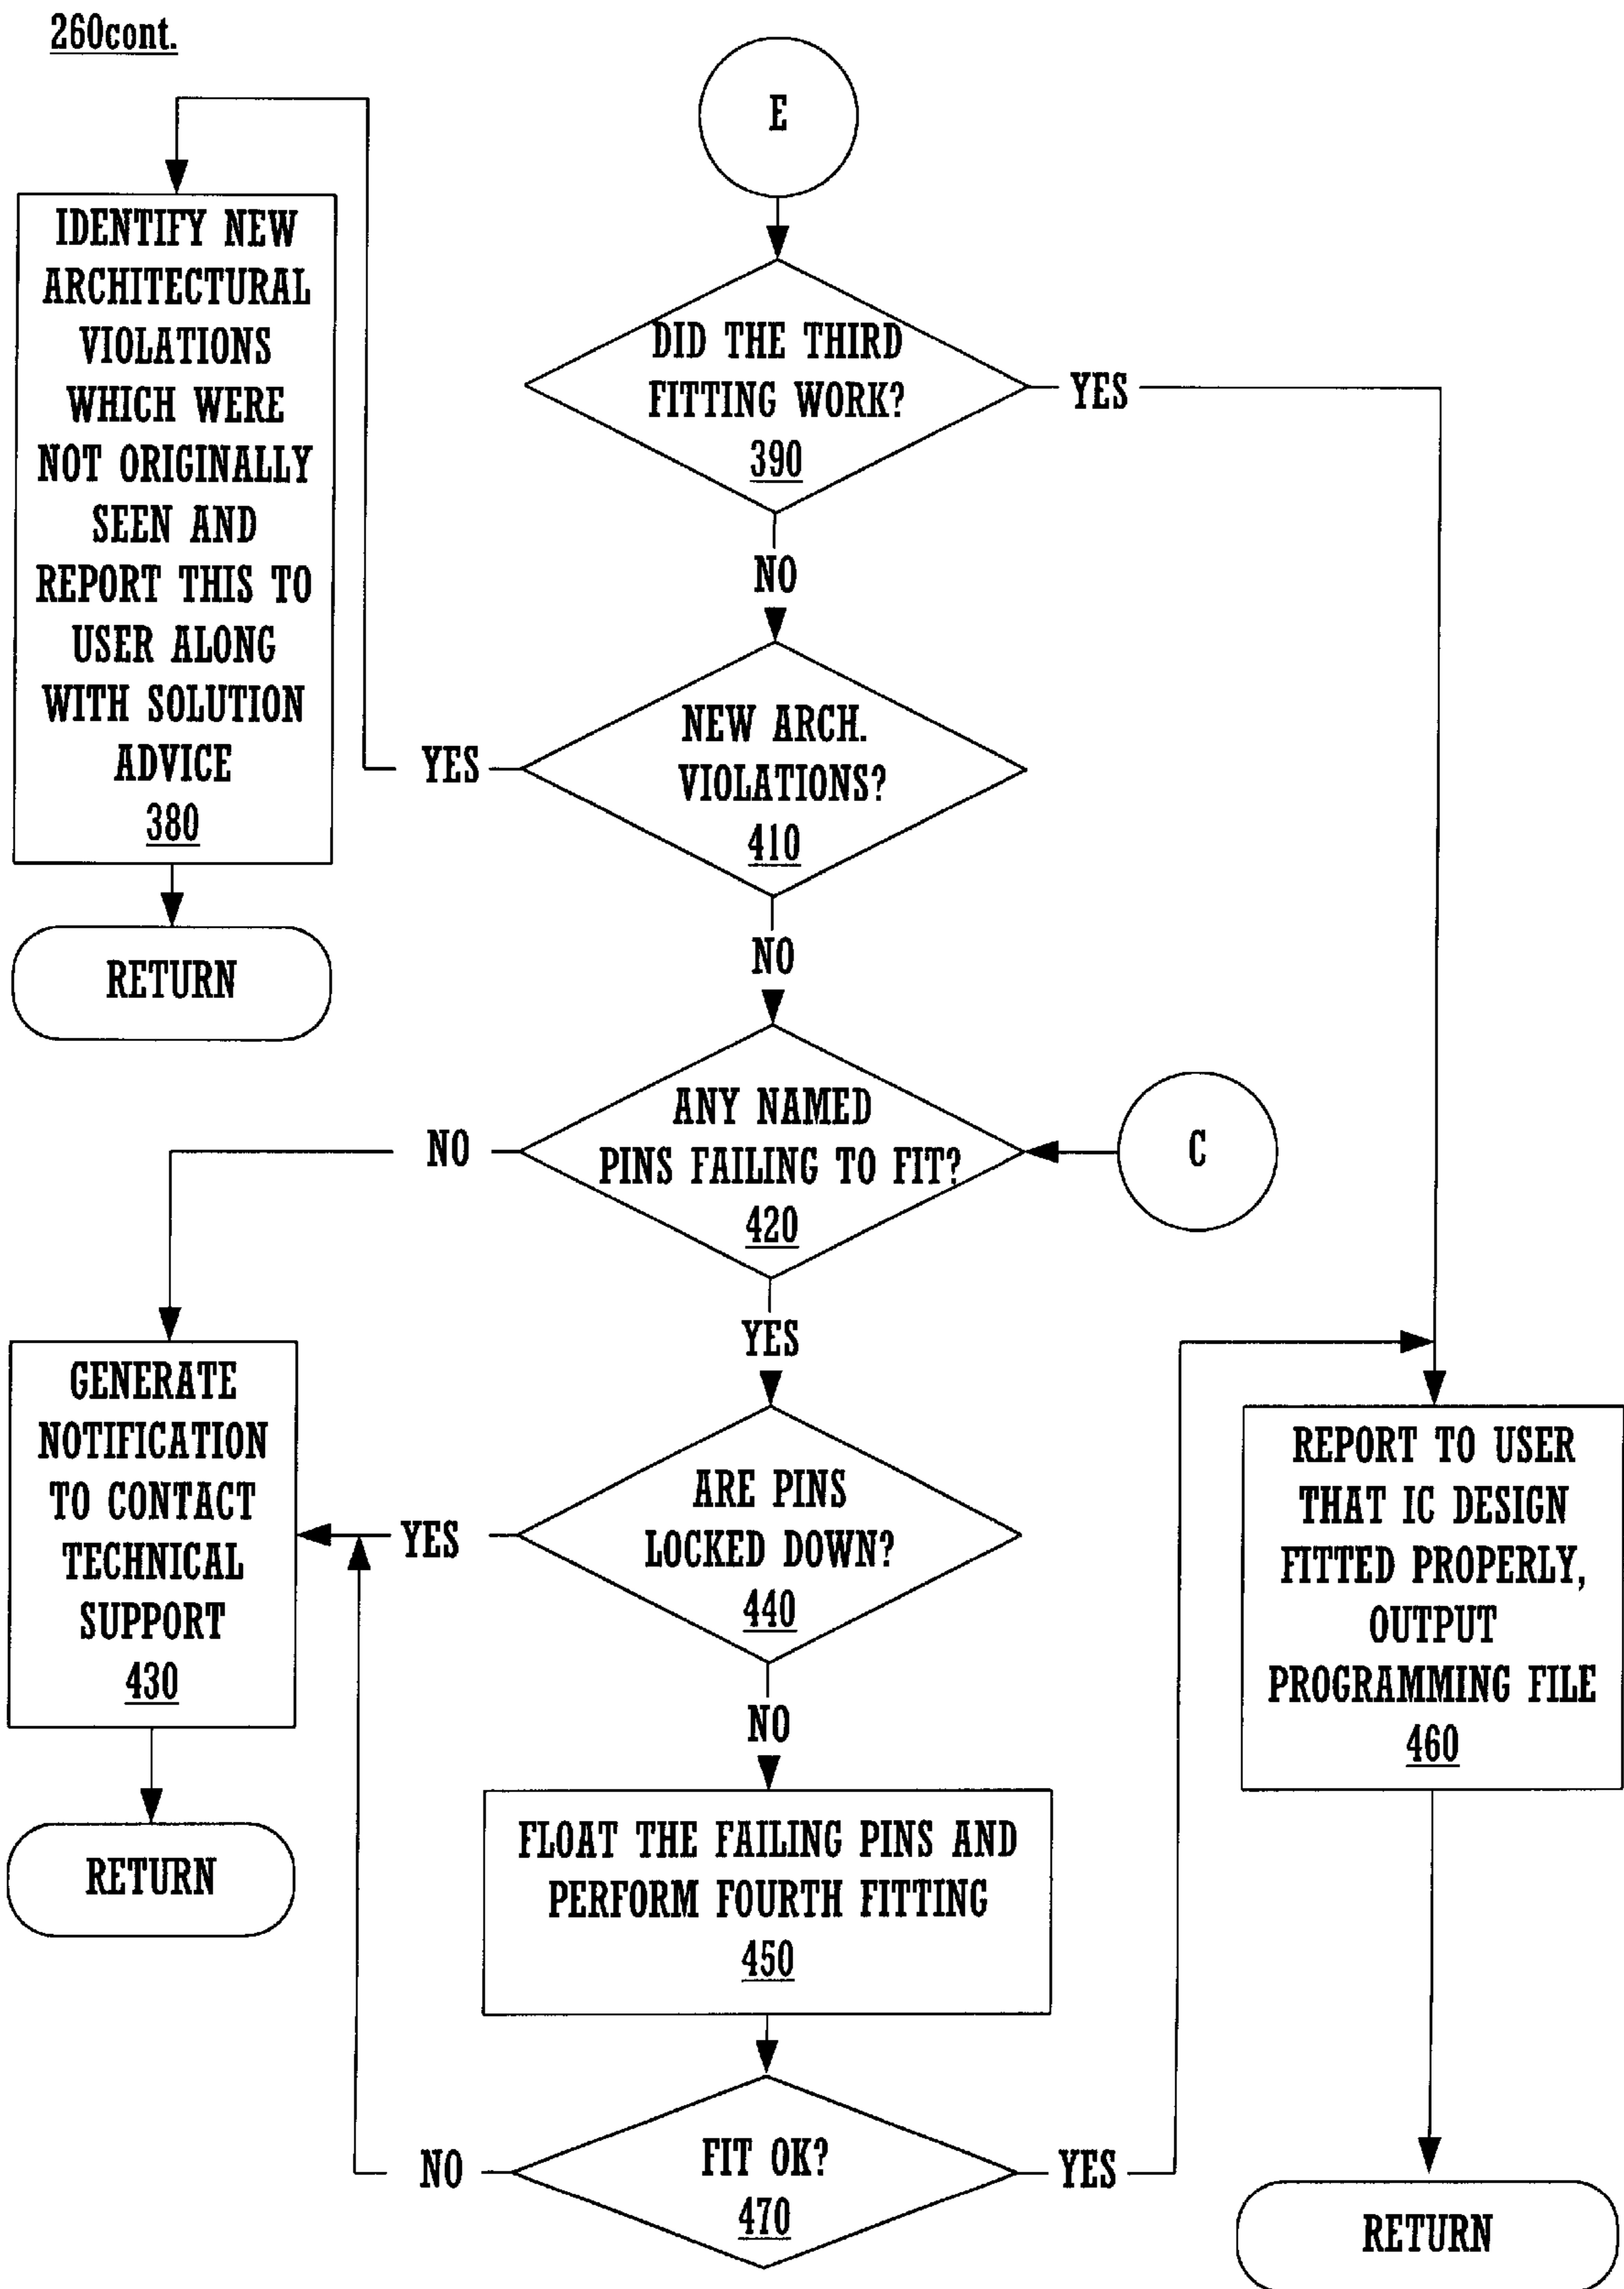 260cont.
E
IDENTIFY NEW
ARCHITECTURAL
VIOLATIONS
WHICH WERE
NOT ORIGINALLY
SEEN AND
REPORT THIS TO
USER ALONG
WITH SOLUTION
ADVICE
380
RETURN
DID THE THIRD
FITTING WORK?
390
YES
NO
NEW ARCH.
VIOLATIONS?
410
YES
NO
ANY NAMED
PINS FAILING TO FIT?
420
NO
C
YES
GENERATE
NOTIFICATION
TO CONTACT
TECHNICAL
SUPPORT
430
RETURN
ARE PINS
LOCKED DOWN?
440
YES
NO
REPORT TO USER
THAT IC DESIGN
FITTED PROPERLY,
OUTPUT
PROGRAMMING FILE
460
FLOAT THE FAILING PINS AND
PERFORM FOURTH FITTING
450
FIT OK?
470
NO
YES
RETURN